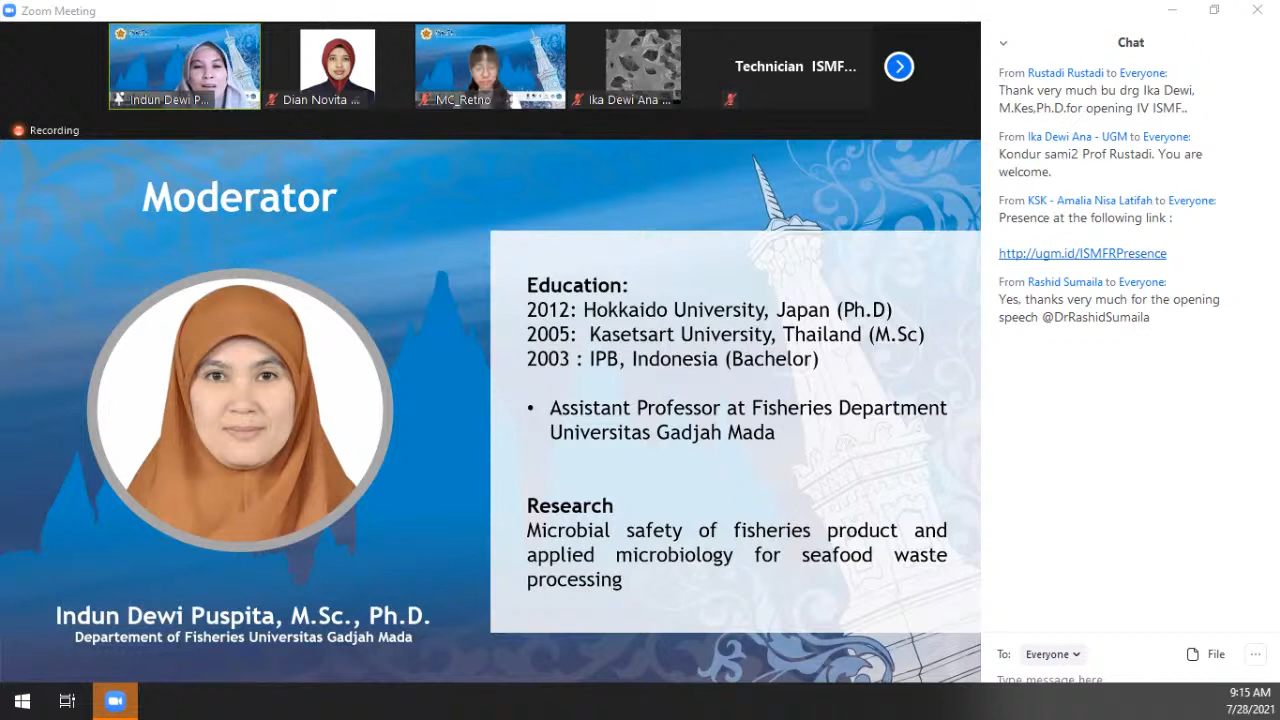 Zoom Meeting
Indun Dewi P...
Dian Novita ...
MC_Retno
Ika Dewi Ana ...
Technician ISMF...
Recording
Moderator
Indun Dewi Puspita, M.Sc., Ph.D.
Departement of Fisheries Universitas Gadjah Mada
Education:
2012: Hokkaido University, Japan (Ph.D)
2005: Kasetsart University, Thailand (M.Sc)
2003 : IPB, Indonesia (Bachelor)
• Assistant Professor at Fisheries Department
Universitas Gadjah Mada
Research
Microbial safety of fisheries product and
applied microbiology for seafood waste
processing
Chat
From Rustadi Rustadi to Everyone:
Thank very much bu drg Ika Dewi,
M.Kes,Ph.D.for opening IV ISMF..
From Ika Dewi Ana - UGM to Everyone:
Kondur sami2 Prof Rustadi. You are
welcome.
From KSK - Amalia Nisa Latifah to Everyone:
Presence at the following link :
http://ugm.id/ISMFRPresence
From Rashid Sumaila to Everyone:
Yes, thanks very much for the opening
speech @DrRashidSumaila
To: Everyone
File
Type message here
9:15 AM
7/28/2021